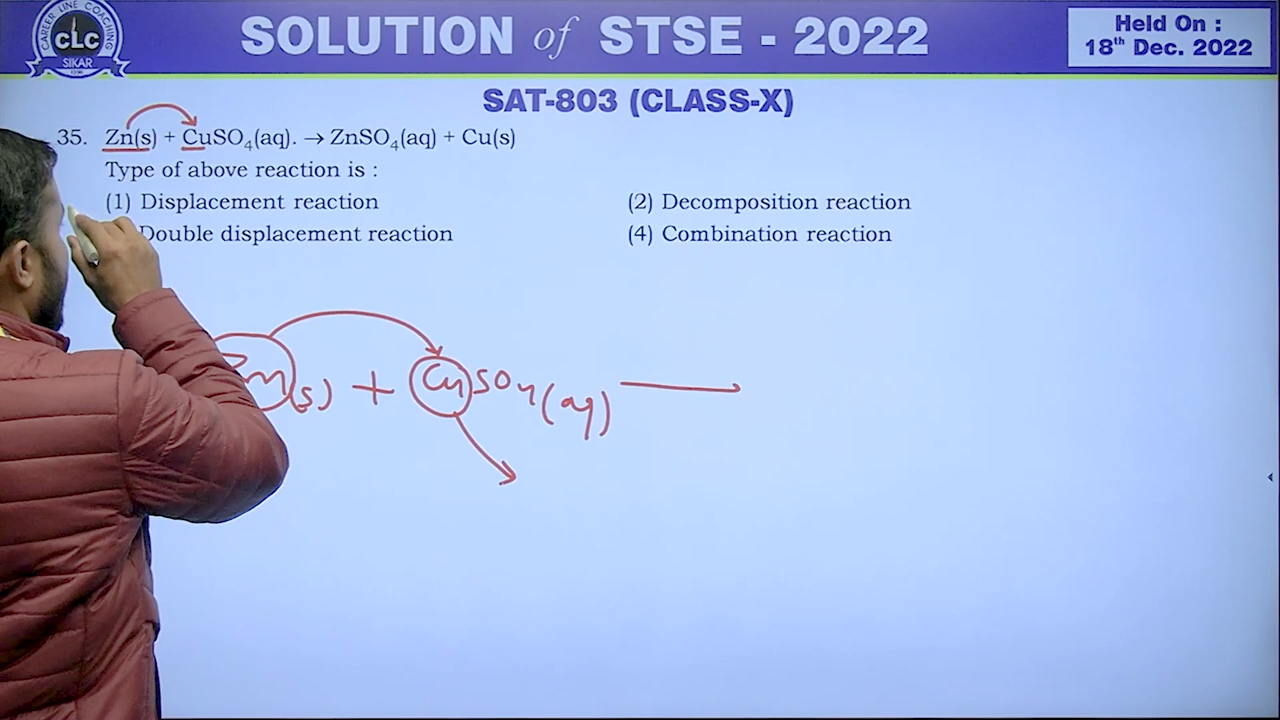 CAREER LINE COACHING
CLC
SIKAR
SOLUTION of STSE - 2022
Held On :
18th Dec. 2022
SAT-803 (CLASS-X)
35. Zn(s) + CuSO₄(aq). → ZnSO₄(aq) + Cu(s)
Type of above reaction is :
(1) Displacement reaction (2) Decomposition reaction
Double displacement reaction (4) Combination reaction
Zn(s) + CuSO₄(aq)